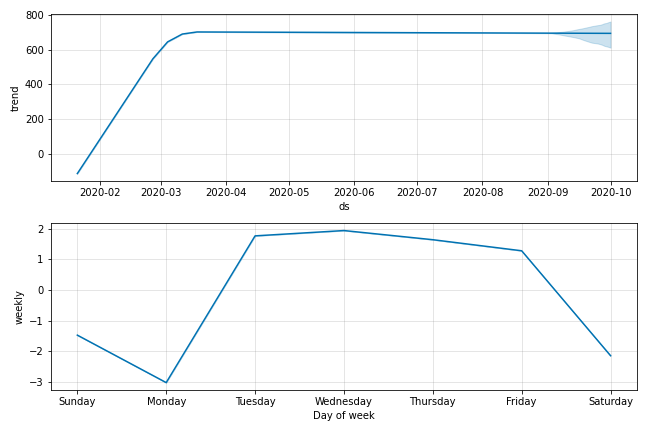 800
600
400
200
0
trend
2020-02 2020-03 2020-04 2020-05 2020-06 2020-07 2020-08 2020-09 2020-10
ds
2
1
0
−1
−2
−3
weekly
Sunday Monday Tuesday Wednesday Thursday Friday Saturday
Day of week